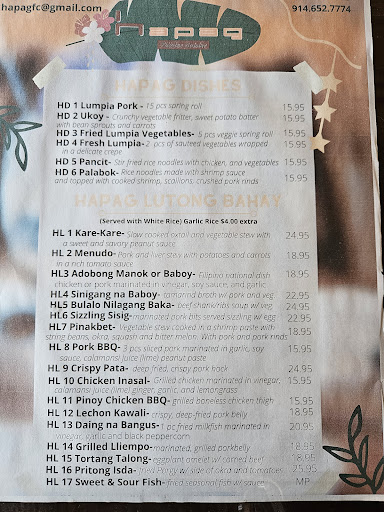 hapagfc@gmail.com
914.652.7774
hapag
HAPAG DISHES
HD 1 Lumpia Pork - 15 pcs spring roll 15.95
HD 2 Ukoy - Crunchy vegetable fritter, sweet potato batter 15.95
with bean sprouts and carrots
HD 3 Fried Lumpia Vegetables- 5 pcs veggie spring roll 15.95
HD 4 Fresh Lumpia- 2 pcs of sauteed vegetables wrapped 15.95
in a delicate crepe
HD 5 Pancit- Stir fried rice noodles with chicken, and vegetables 15.95
HD 6 Palabok- Rice noodles made with shrimp sauce
and topped with cooked shrimp, scallions, crushed pork rinds 15.95
HAPAG LUTONG BAHAY
(Served with White Rice) Garlic Rice $4.00 extra
HL 1 Kare-Kare- Slow cooked oxtail and vegetable stew with 24.95
a sweet and savory peanut sauce
HL 2 Menudo- Pork and liver stew with potatoes and carrots 18.95
in a rich tomato sauce
HL3 Adobong Manok or Baboy- Filipino national dish 18.95
chicken or pork marinated in vinegar, soy sauce, and garlic
HL4 Sinigang na Baboy- tamarind broth w/ pork and veg 22.95
HL5 Bulalo Nilagang Baka- beef shank/ribs soup w/ veg 24.95
HL6 Sizzling Sisig- marinated pork bits served sizzling w/ egg 22.95
HL7 Pinakbet- Vegetable stew cooked in a shrimp paste with 18.95
string beans, okra, squash and bitter melon. With pork and pork rinds
HL 8 Pork BBQ- 3 pcs sliced pork marinated in garlic, soy 15.95
sauce, calamansi juice (lime) peanut paste
HL 9 Crispy Pata- deep fried, crispy pork hock 24.95
HL 10 Chicken Inasal- Grilled chicken marinated in vinegar, 15.95
calamansi juice (lime) ginger, garlic, and lemongrass
HL 11 Pinoy Chicken BBQ- grilled boneless chicken thigh 15.95
HL 12 Lechon Kawali- crispy, deep-fried pork belly 18.95
HL 13 Daing na Bangus- 1 pc fried milkfish marinated in 20.95
vinegar, garlic and black peppercorn
HL 14 Grilled Lliempo- marinated, grilled porkbelly 18.95
HL 15 Tortang Talong- eggplant omelet w/ corned beef 18.95
HL 16 Pritong Isda- fried Porgy w/ side of okra and tomatoes 25.95
HL 17 Sweet & Sour Fish- fried seasonal fish w/ sauce MP